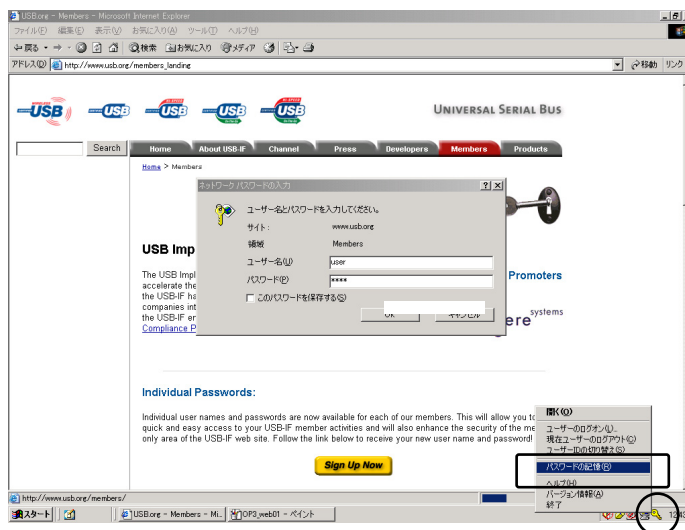 USB.org - Members - Microsoft Internet Explorer
ファイル(F) 編集(E) 表示(V) お気に入り(A) ツール(T) ヘルプ(H)
戻る 検索 お気に入り メディア
アドレス(D) http://www.usb.org/members_landing 移動 リンク
USB USB USB USB USB
UNIVERSAL SERIAL BUS
Search Home About USB-IF Channel Press Developers Members Products
Home > Members
ネットワーク パスワードの入力
ユーザー名とパスワードを入力してください。
サイト: www.usb.org
領域 Members
ユーザー名(U) user
パスワード(P) ****
このパスワードを保存する(S)
OK キャンセル
USB Imp
Promoters
The USB Impl
accelerate the
the USB-IF ha
companies int
the USB-IF en
Compliance P
ere systems
Individual Passwords:
Individual user names and passwords are now available for each of our members. This will allow you to
quick and easy access to your USB-IF member activities and will also enhance the security of the me
only area of the USB-IF web site. Follow the link below to receive your new user name and password!
Sign Up Now
開く(O)
ユーザーのログオン(L)...
現在ユーザーのログアウト(C)
ユーザーIDの切り替え(S)
パスワードの記憶(R)
ヘルプ(H)
バージョン情報(A)
終了
http://www.usb.org/members/
スタート USB.org - Members - Mi... OP3_web01 - ペイント 12:43